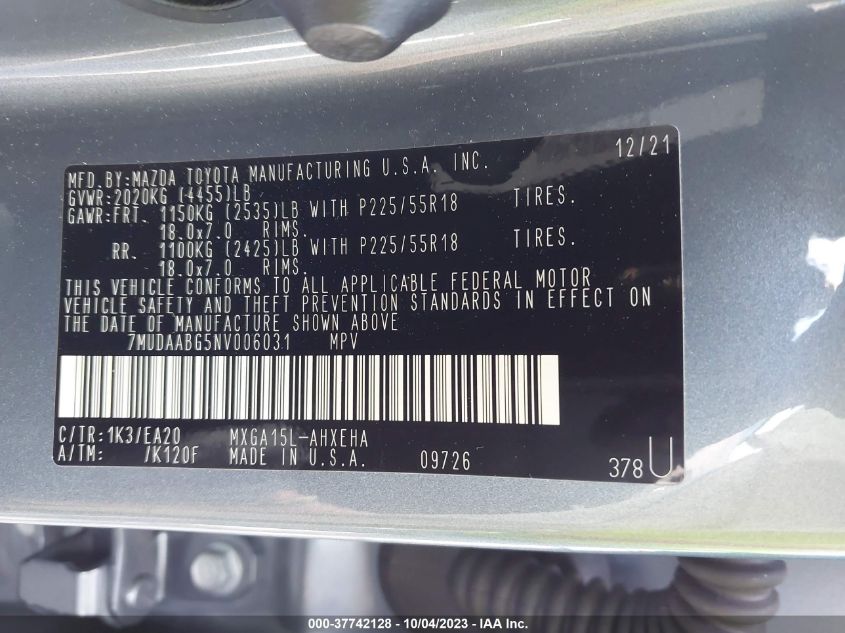 MFD.BY:MAZDA TOYOTA MANUFACTURING U.S.A. INC. 12/21
GVWR:2020KG (4455)LB
GAWR:FRT. 1150KG (2535)LB WITH P225/55R18 TIRES.
18.0x7.0 RIMS.
RR. 1100KG (2425)LB WITH P225/55R18 TIRES.
18.0x7.0 RIMS.
THIS VEHICLE CONFORMS TO ALL APPLICABLE FEDERAL MOTOR
VEHICLE SAFETY AND THEFT PREVENTION STANDARDS IN EFFECT ON
THE DATE OF MANUFACTURE SHOWN ABOVE
7MUDAABG5NV006031 MPV
C/TR:1K3/EA20 MXGA15L-AHXEHA
A/TM: /K120F MADE IN U.S.A. 09726 378U
000-37742128 - 10/04/2023 - IAA Inc.